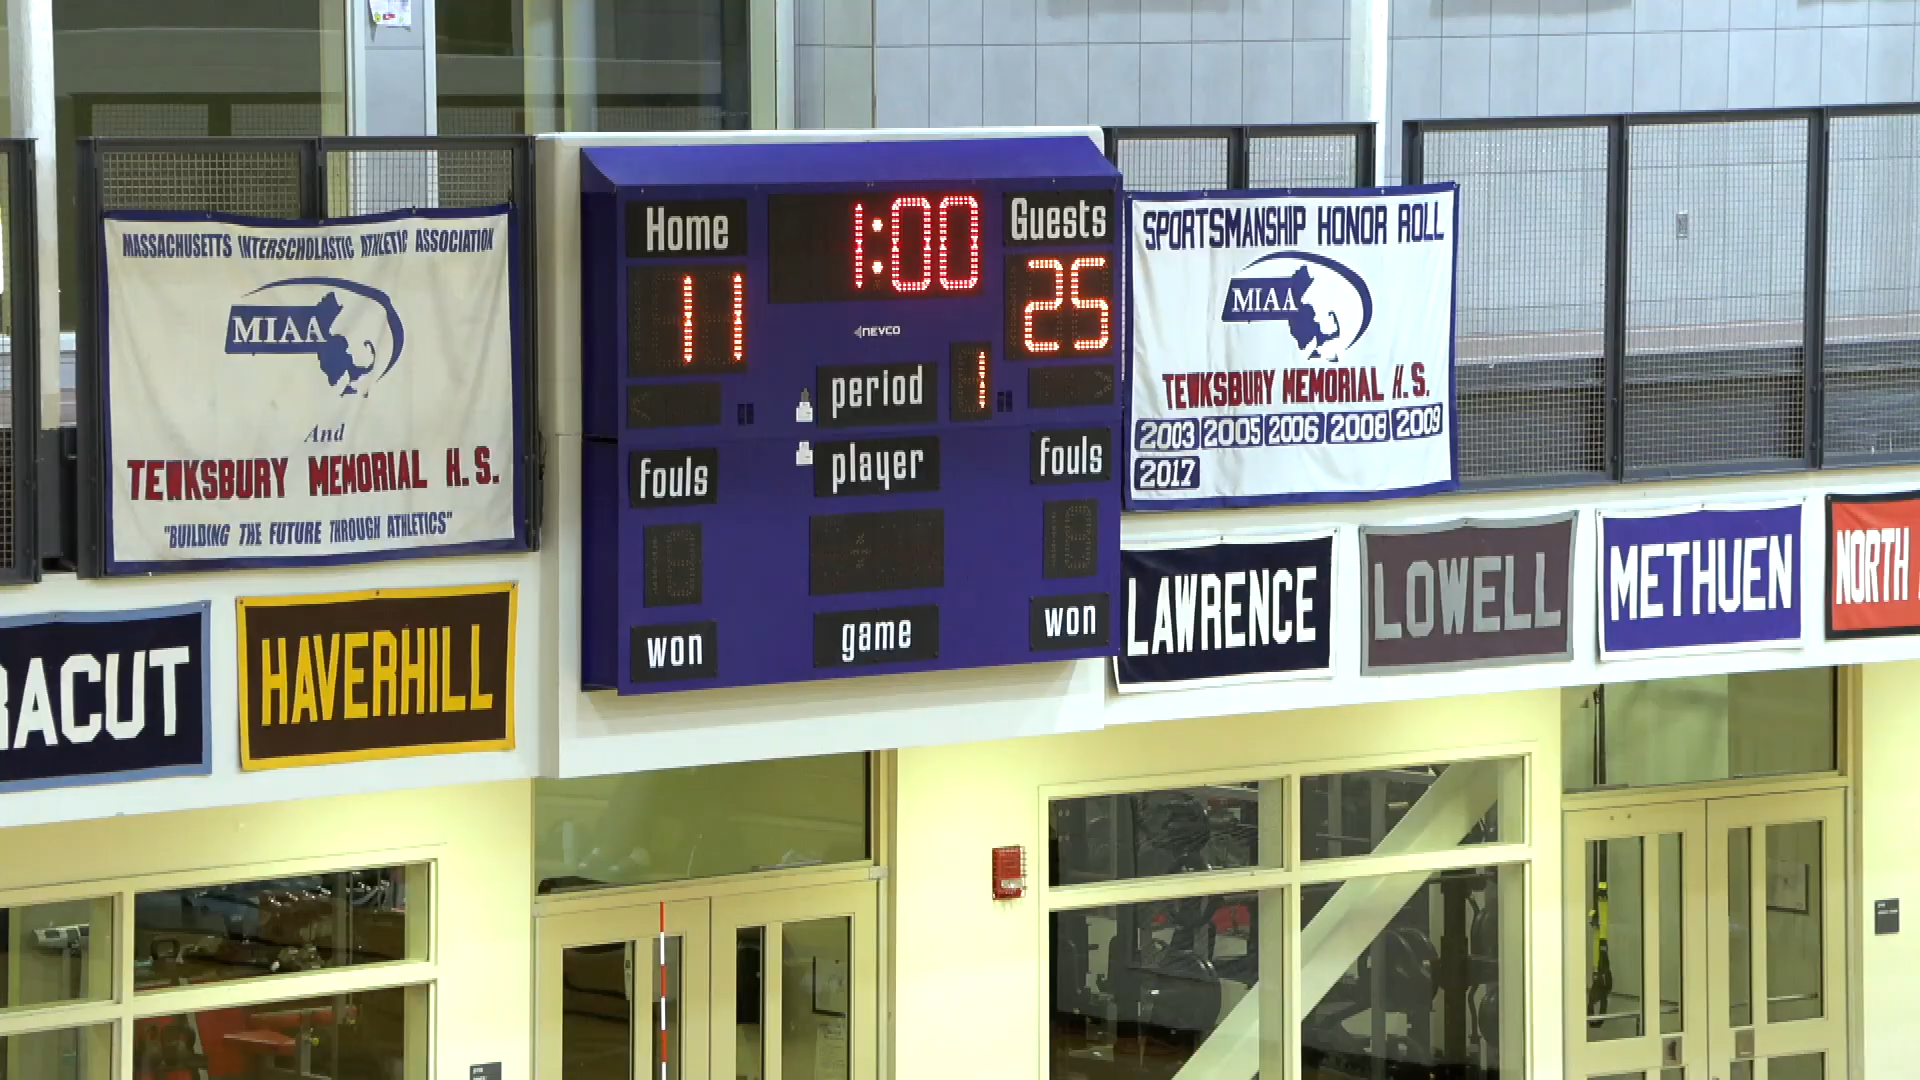 MASSACHUSETTS INTERSCHOLASTIC ATHLETIC ASSOCIATION
MIAA
And
TEWKSBURY MEMORIAL H.S.
"BUILDING THE FUTURE THROUGH ATHLETICS"
Home
1:00
Guests
11
25
NEVCO
period
1
fouls
player
fouls
won
game
won
SPORTSMANSHIP HONOR ROLL
MIAA
TEWKSBURY MEMORIAL H.S.
2003 2005 2006 2008 2009
2017
RACUT
HAVERHILL
LAWRENCE
LOWELL
METHUEN
NORTH